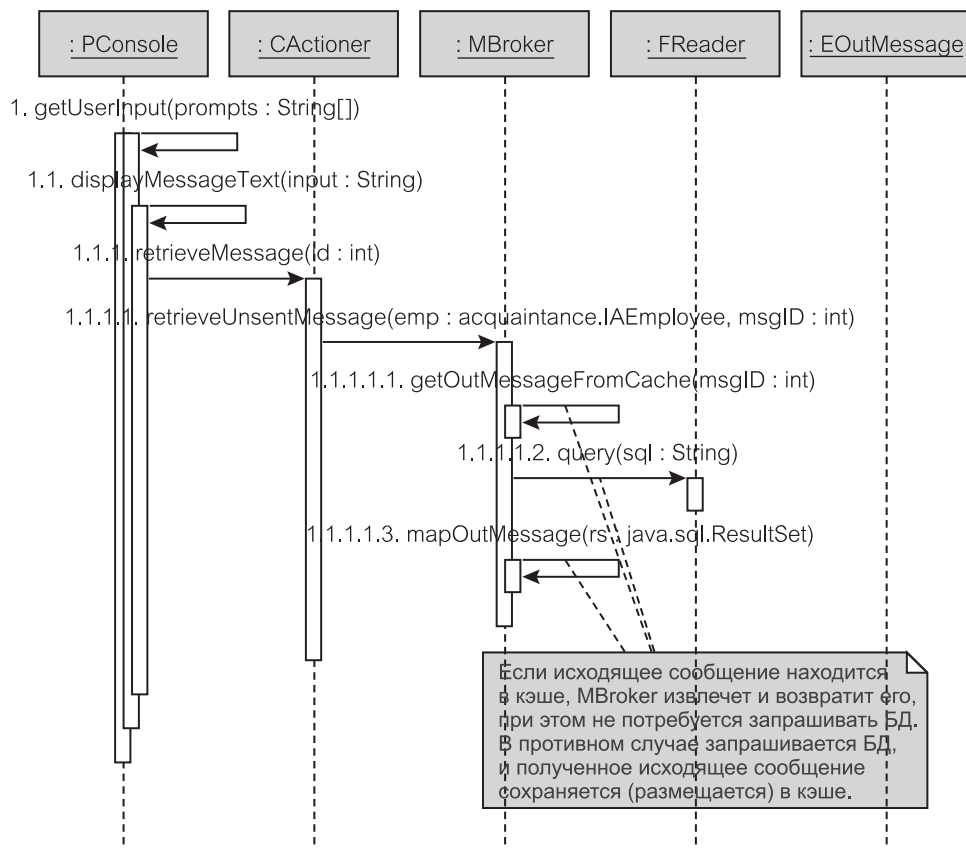 : PConsole
: CActioner
: MBroker
: FReader
: EOutMessage
1. getUserInput(prompts : String[])
1.1. displayMessageText(input : String)
1.1.1. retrieveMessage(id : int)
1.1.1.1. retrieveUnsentMessage(emp : acquaintance.IAEmployee, msgID : int)
1.1.1.1.1. getOutMessageFromCache(msgID : int)
1.1.1.1.2. query(sql : String)
1.1.1.1.3. mapOutMessage(rs : java.sql.ResultSet)
Если исходящее сообщение находится
в кэше, MBroker извлечет и возвратит его,
при этом не потребуется запрашивать БД.
В противном случае запрашивается БД,
и полученное исходящее сообщение
сохраняется (размещается) в кэше.